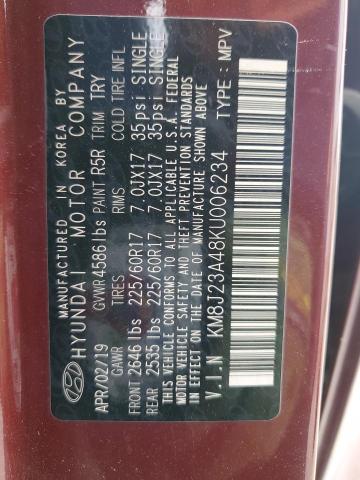 MANUFACTURED IN KOREA BY
HYUNDAI MOTOR COMPANY
APR/02/19 GVWR 4586 lbs PAINT R5R TRIM TRY
GAWR TIRES RIMS COLD TIRE INFL
FRONT 2646 lbs 225/60R17 7.0JX17 35psi SINGLE
REAR 2535 lbs 225/60R17 7.0JX17 35psi SINGLE
THIS VEHICLE CONFORMS TO ALL APPLICABLE U.S.A. FEDERAL
MOTOR VEHICLE SAFETY AND THEFT PREVENTION STANDARDS
IN EFFECT ON THE DATE OF MANUFACTURE SHOWN ABOVE
V.I.N KM8J23A48KU006234 TYPE : MPV